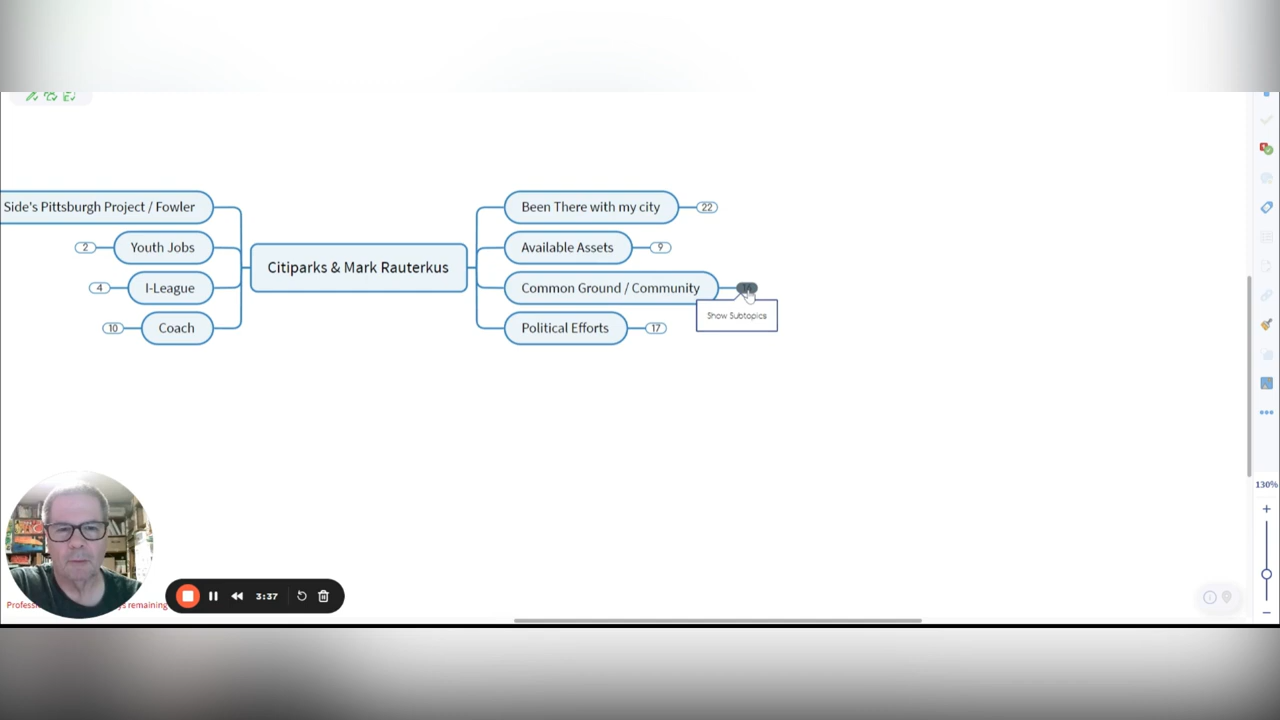 Side's Pittsburgh Project / Fowler
2
Youth Jobs
4
I-League
10
Coach
Citiparks & Mark Rauterkus
Been There with my city
22
Available Assets
9
Common Ground / Community
Show Subtopics
Political Efforts
17
130%
3:37
remaining